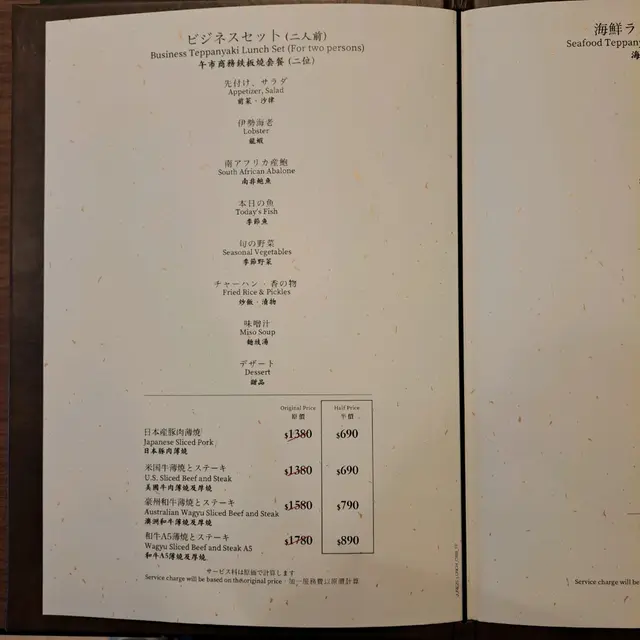 ビジネスセット (二人前)
Business Teppanyaki Lunch Set (For two persons)
午市商務鉄板燒套餐 (二位)
先付け、サラダ
Appetizer, Salad
前菜、沙律
伊勢海老
Lobster
龍蝦
南アフリカ産鮑
South African Abalone
南非鮑魚
本日の魚
Today's Fish
季節魚
旬の野菜
Seasonal Vegetables
季節野菜
チャーハン、香の物
Fried Rice & Pickles
炒飯、漬物
味噌汁
Miso Soup
麵豉湯
デザート
Dessert
甜品
Original Price Half Price
原價 半價
日本産豚肉薄燒 $1380 $690
Japanese Sliced Pork
日本豚肉薄燒
米国牛薄燒とステーキ $1380 $690
U.S. Sliced Beef and Steak
美國牛肉薄燒及厚燒
豪州和牛薄燒とステーキ $1580 $790
Australian Wagyu Sliced Beef and Steak
澳洲和牛薄燒及厚燒
和牛A5薄燒とステーキ $1780 $890
Wagyu Sliced Beef and Steak A5
和牛A5薄燒及厚燒
サービス料は原価で計算します
Service charge will be based on the original price 加一服務費以原價計算
海鮮ラ
Seafood Teppany
海
Service charge will be